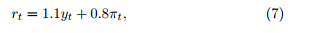 r_t = 1.1y_t + 0.8π_t, (7)